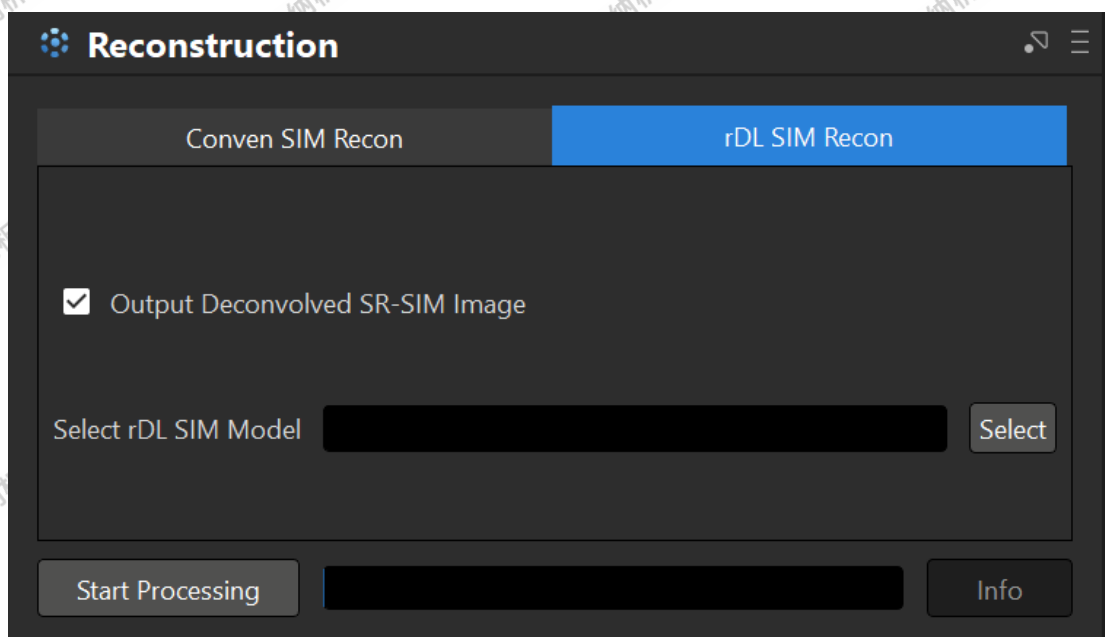 Reconstruction
Conven SIM Recon
rDL SIM Recon
Output Deconvolved SR-SIM Image
Select rDL SIM Model
Select
Start Processing
Info